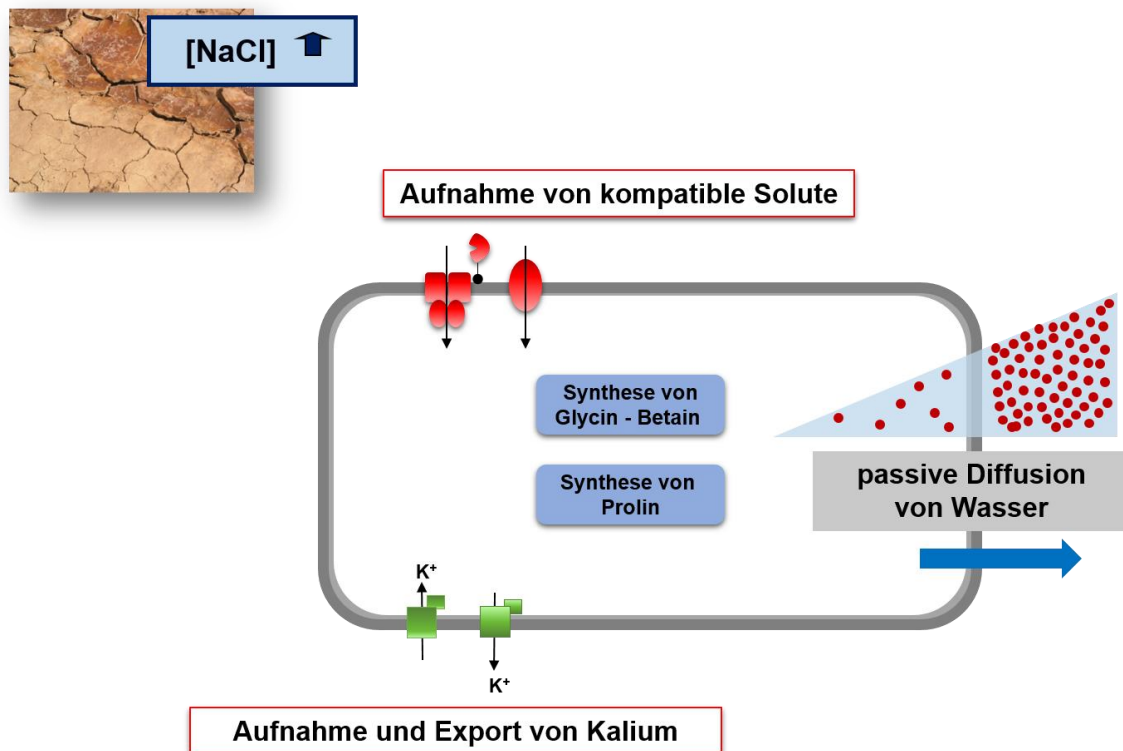 [NaCl]
Aufnahme von kompatible Solute
Synthese von
Glycin - Betain
Synthese von
Prolin
passive Diffusion
von Wasser
K+
K+
Aufnahme und Export von Kalium